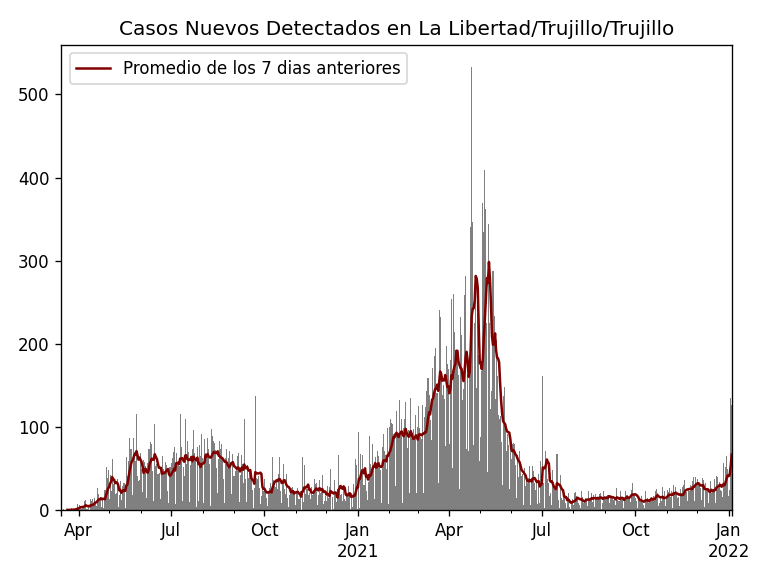 Casos Nuevos Detectados en La Libertad/Trujillo/Trujillo
Promedio de los 7 dias anteriores
500
400
300
200
100
0
Apr Jul Oct Jan Apr Jul Oct Jan
2021 2022